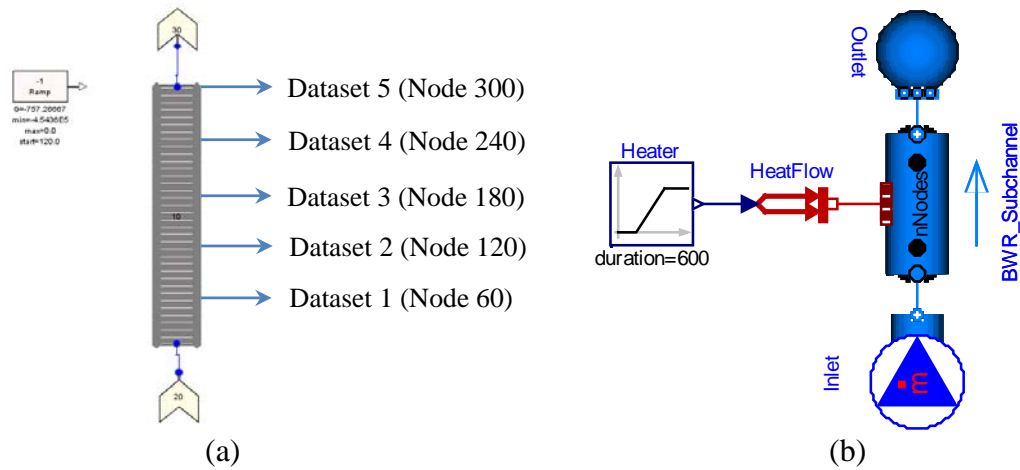 30
-1
Ramp
G=-757.26667
min=-4.5436E5
max=0.0
start=120.0
10
20
Dataset 5 (Node 300)
Dataset 4 (Node 240)
Dataset 3 (Node 180)
Dataset 2 (Node 120)
Dataset 1 (Node 60)
(a)
Outlet
Heater
HeatFlow
nNodes
BWR_Subchannel
duration=600
Inlet
ṁ
(b)